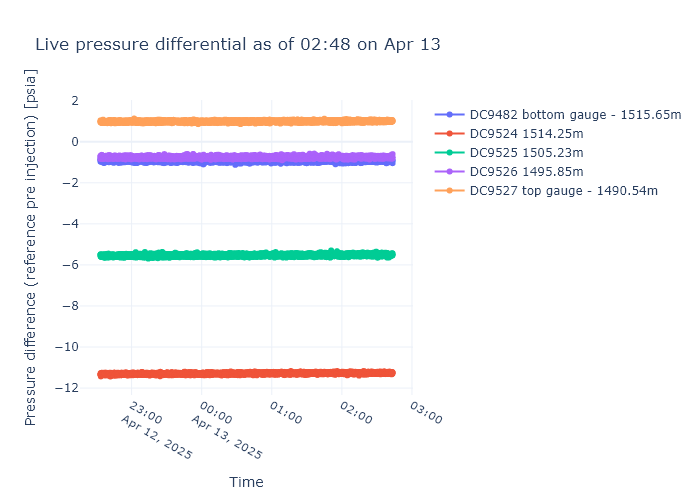 Live pressure differential as of 02:48 on Apr 13
Pressure difference (reference pre injection) [psia]
2
0
−2
−4
−6
−8
−10
−12
23:00
Apr 12, 2025
00:00
Apr 13, 2025
01:00
02:00
03:00
Time
DC9482 bottom gauge - 1515.65m
DC9524 1514.25m
DC9525 1505.23m
DC9526 1495.85m
DC9527 top gauge - 1490.54m